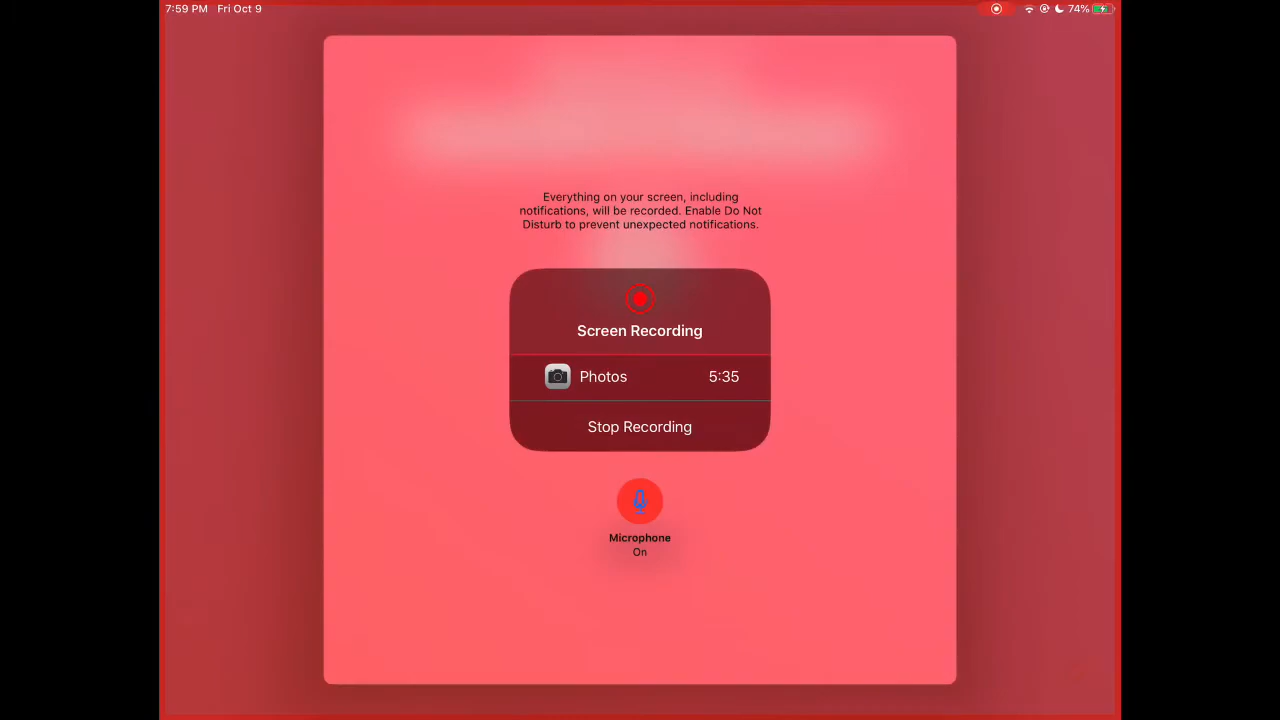 7:59 PM Fri Oct 9 74%
Everything on your screen, including
notifications, will be recorded. Enable Do Not
Disturb to prevent unexpected notifications.
Screen Recording
Photos 5:35
Stop Recording
Microphone
On